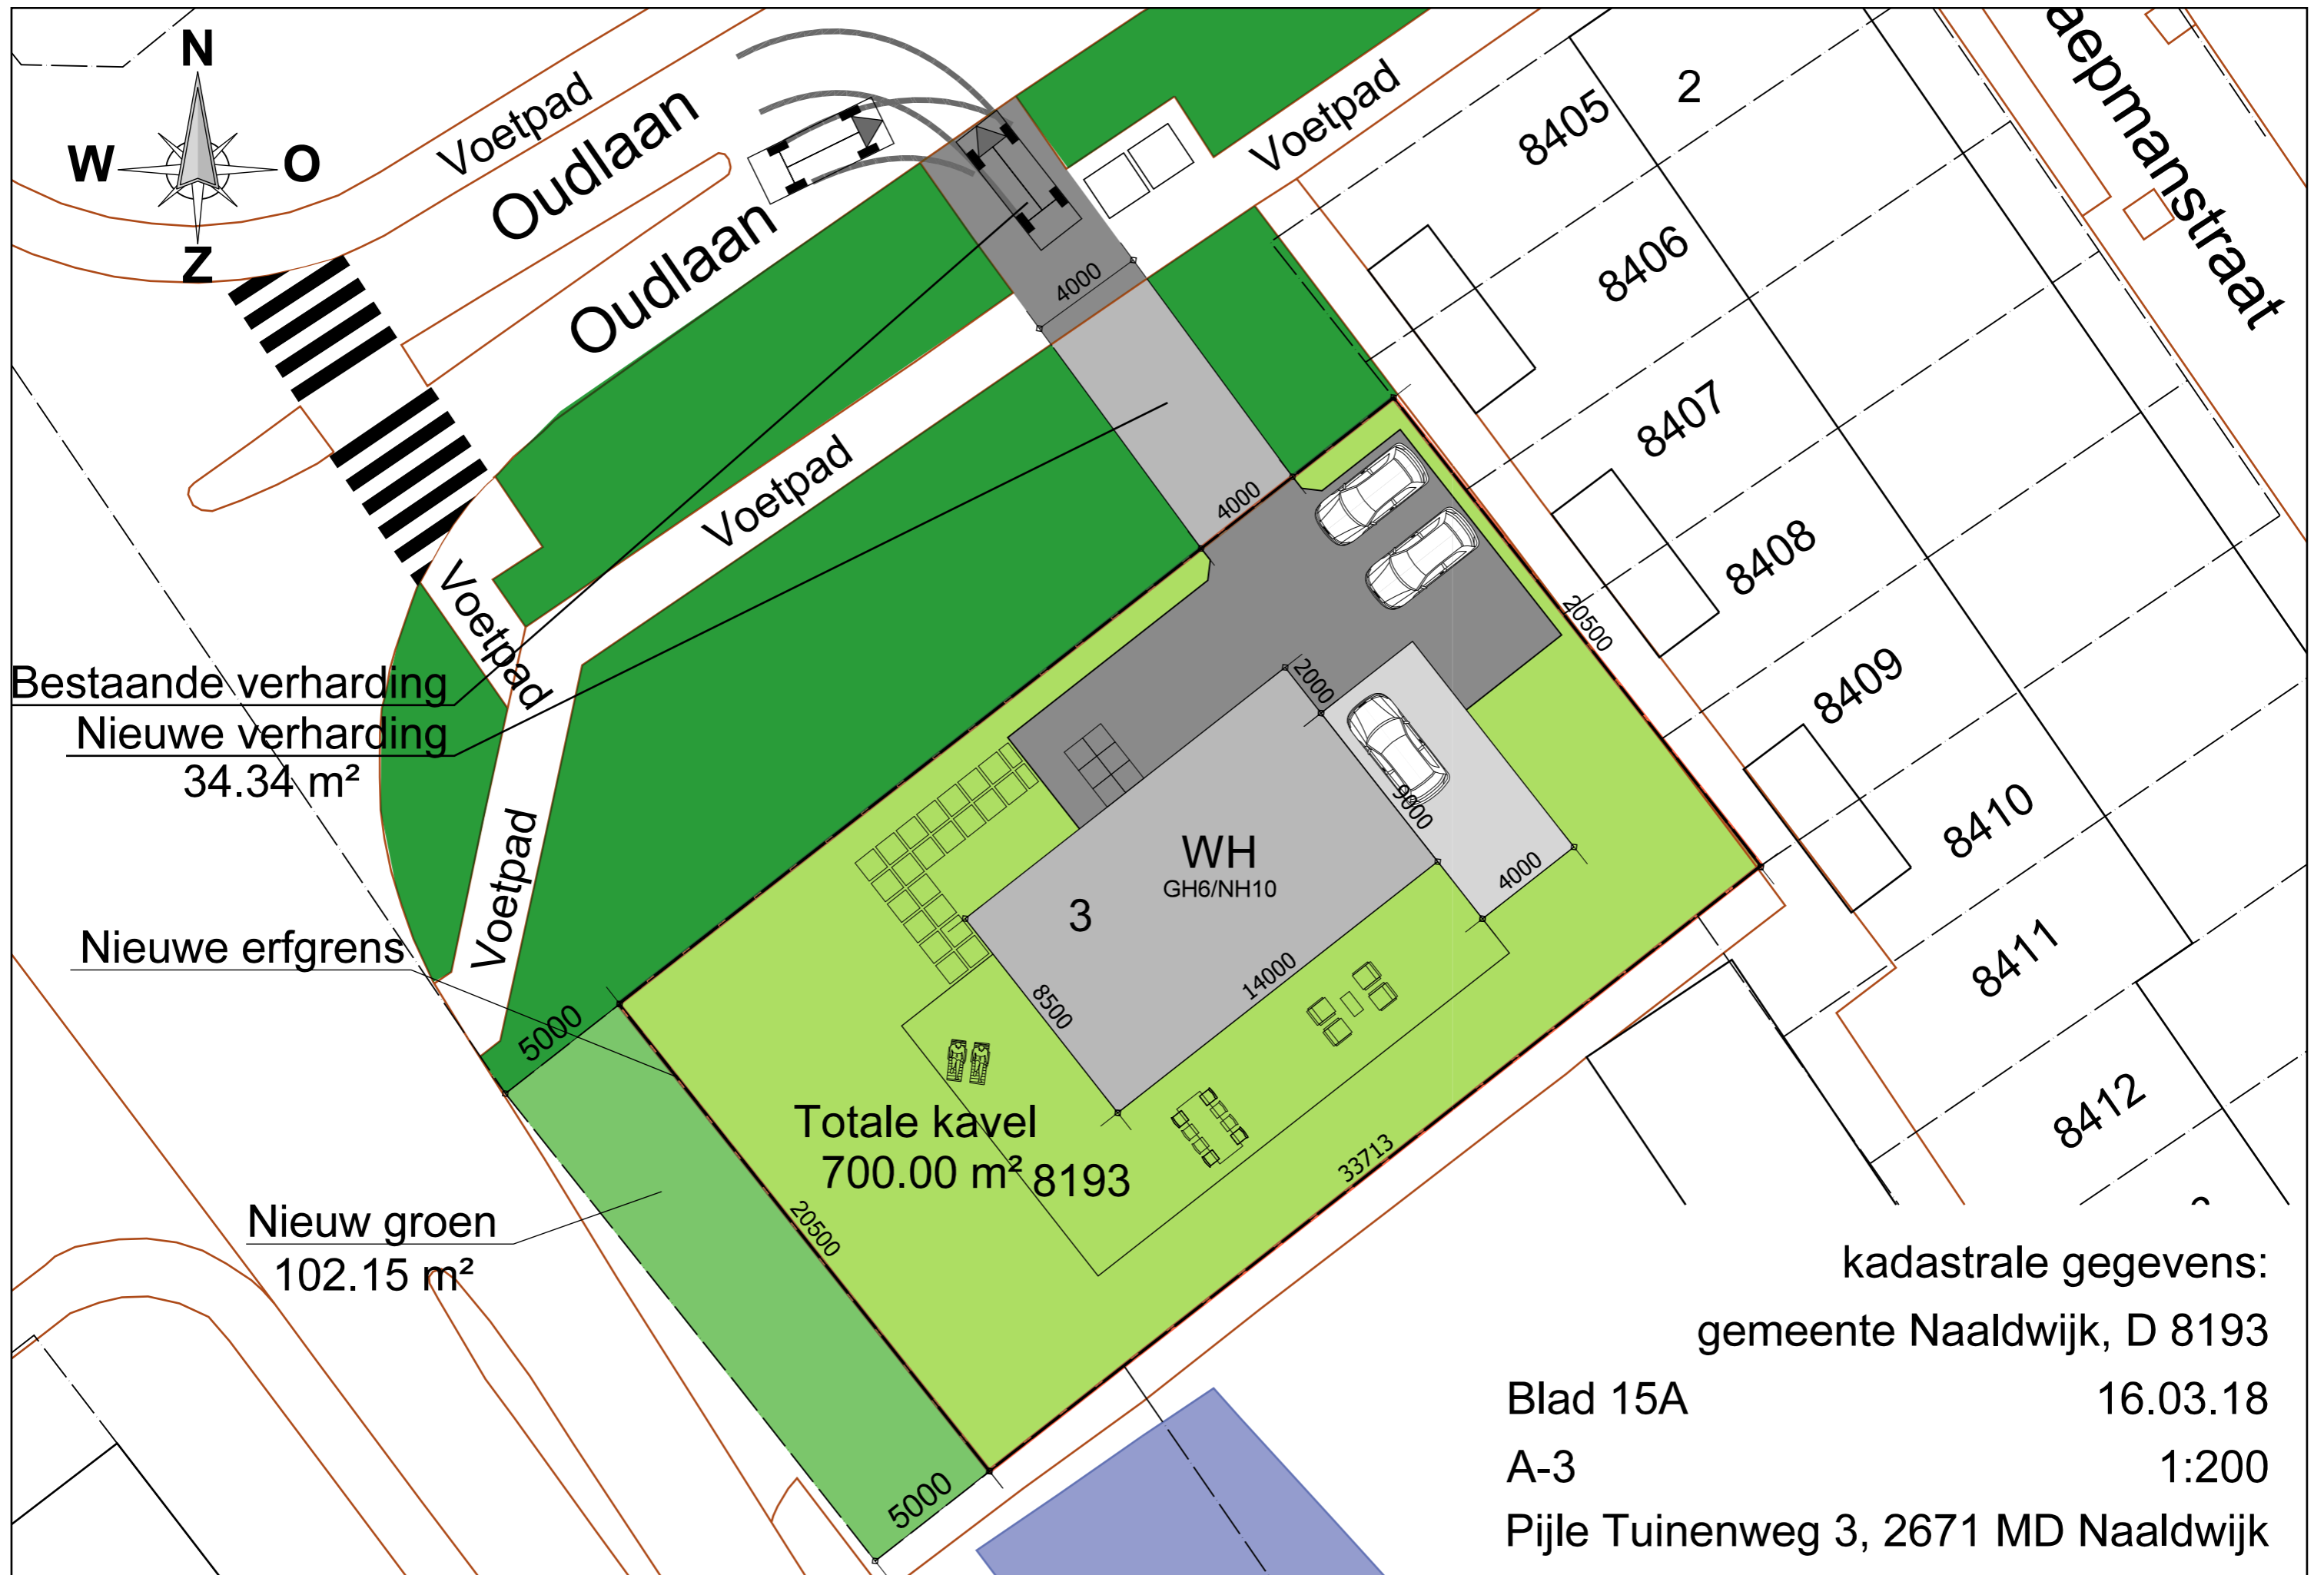 N
W
O
Z
Voetpad
Oudlaan
Oudlaan
Voetpad
2
8405
8406
8407
8408
8409
8410
8411
8412
4000
4000
Voetpad
Voetpad
Voetpad
Bestaande verharding
Nieuwe verharding
34.34 m²
20500
2000
9000
4000
WH
GH6/NH10
3
8500
14000
Nieuwe erfgrens
5000
Totale kavel
700.00 m²
8193
33713
20500
Nieuw groen
102.15 m²
5000
kadastrale gegevens:
gemeente Naaldwijk, D 8193
Blad 15A
16.03.18
A-3
1:200
Pijle Tuinenweg 3, 2671 MD Naaldwijk